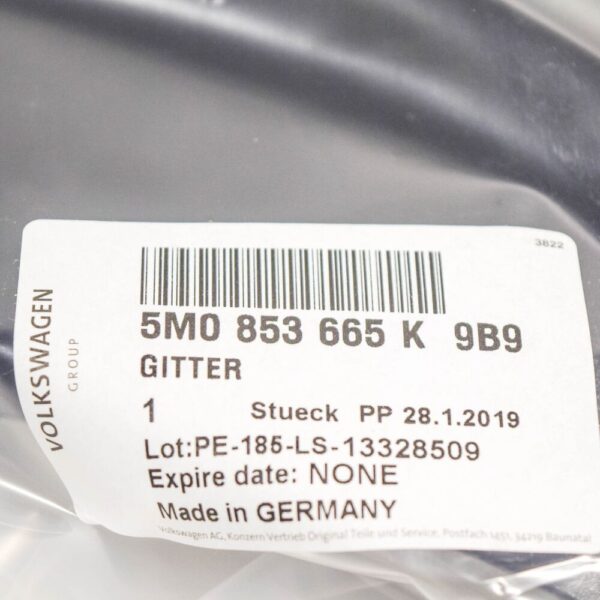 3822
VOLKSWAGEN
GROUP
5M0 853 665 K 9B9
GITTER
1 Stueck PP 28.1.2019
Lot:PE-185-LS-13328509
Expire date: NONE
Made in GERMANY
Volkswagen AG, Konzern Vertrieb Original Teile und Service, Postfach 1451, 34219 Baunatal